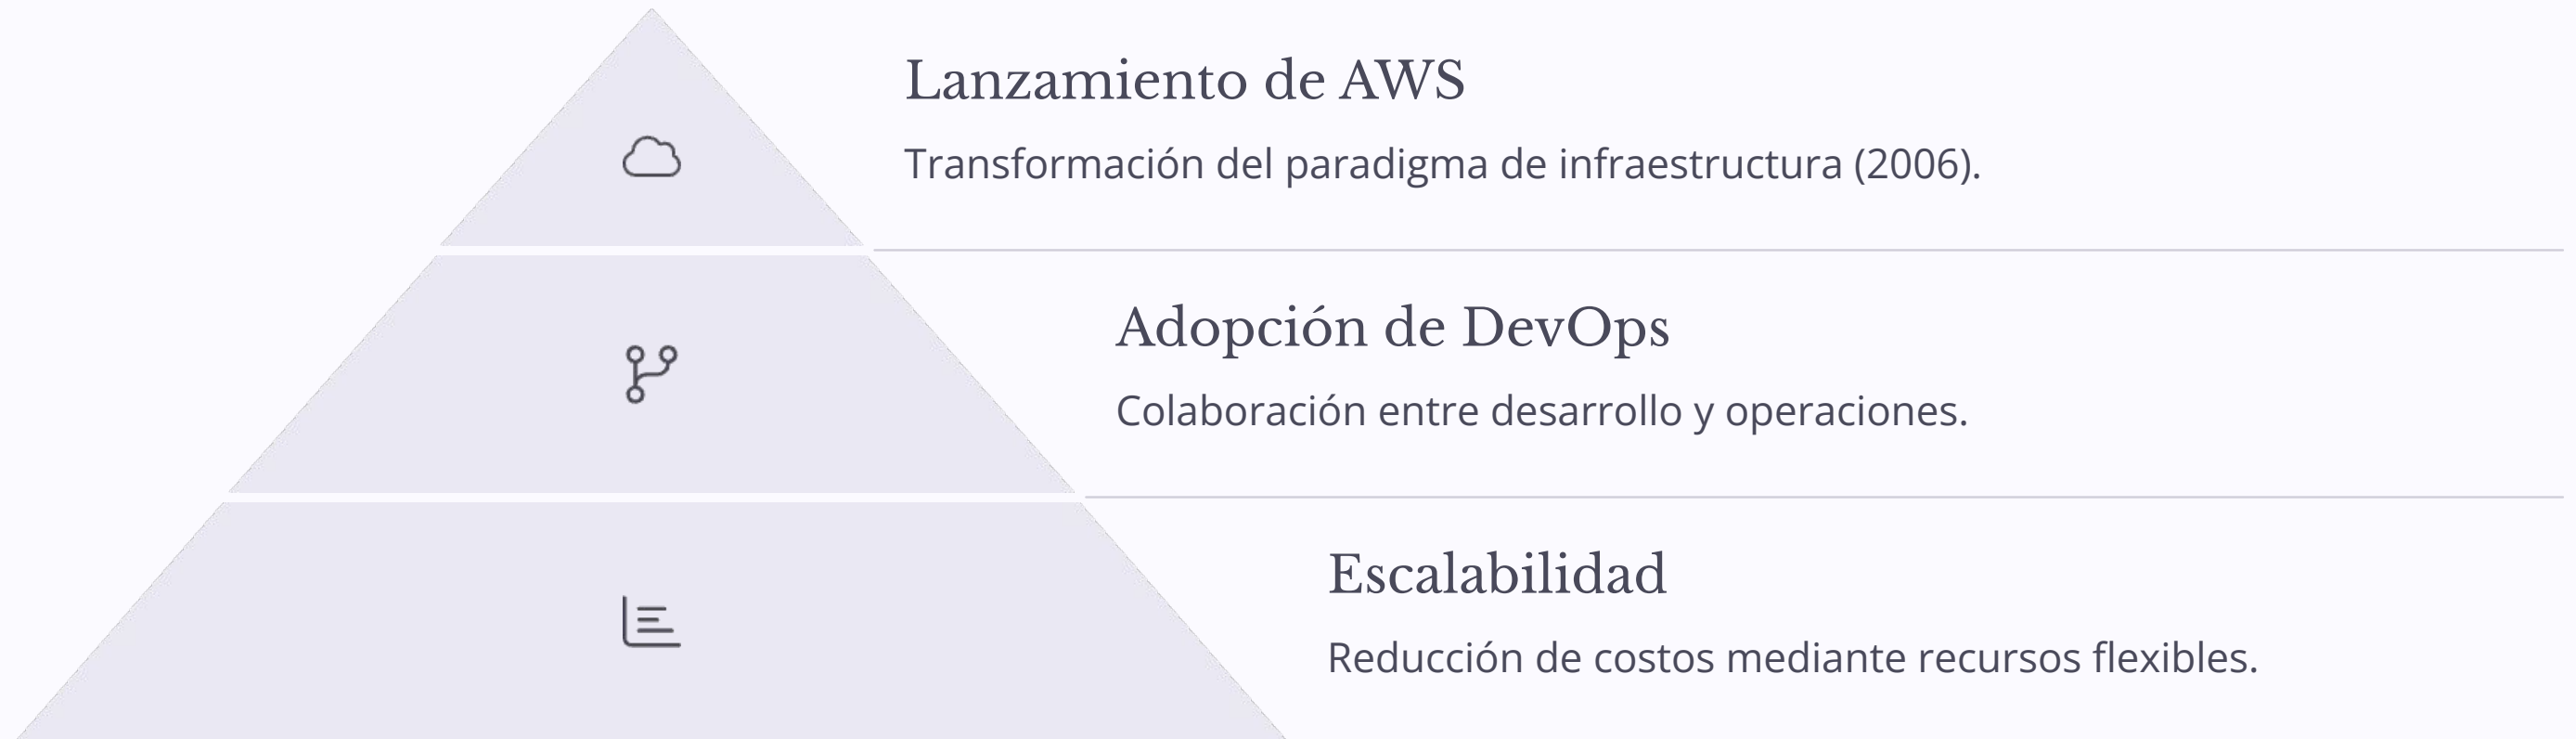 Lanzamiento de AWS
Transformación del paradigma de infraestructura (2006).
Adopción de DevOps
Colaboración entre desarrollo y operaciones.
Escalabilidad
Reducción de costos mediante recursos flexibles.